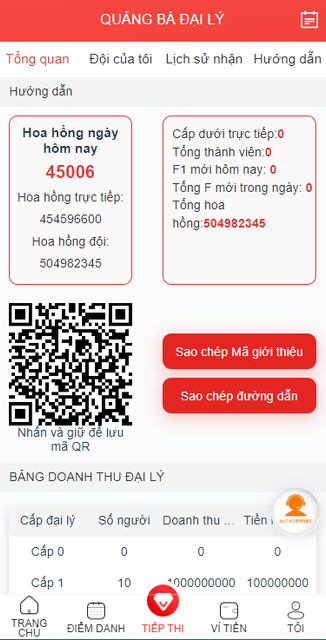 QUẢNG BÁ ĐẠI LÝ
Tổng quan Đội của tôi Lịch sử nhận Hướng dẫn
Hướng dẫn
Hoa hồng ngày
hôm nay
45006
Hoa hồng trực tiếp:
454596600
Hoa hồng đội:
504982345
Cấp dưới trực tiếp:0
Tổng thành viên:0
F1 mới hôm nay: 0
Tổng F mới trong ngày: 0
Tổng hoa
hồng:504982345
Nhấn và giữ để lưu
mã QR
Sao chép Mã giới thiệu
Sao chép đường dẫn
BẢNG DOANH THU ĐẠI LÝ
24/7 SUPPORT
Cấp đại lý Số người Doanh thu ... Tiền
Cấp 0 0 0 0
Cấp 1 10 1000000000 100000000
TRANG
CHỦ
ĐIỂM DANH
TIẾP THỊ
VÍ TIỀN
TÔI